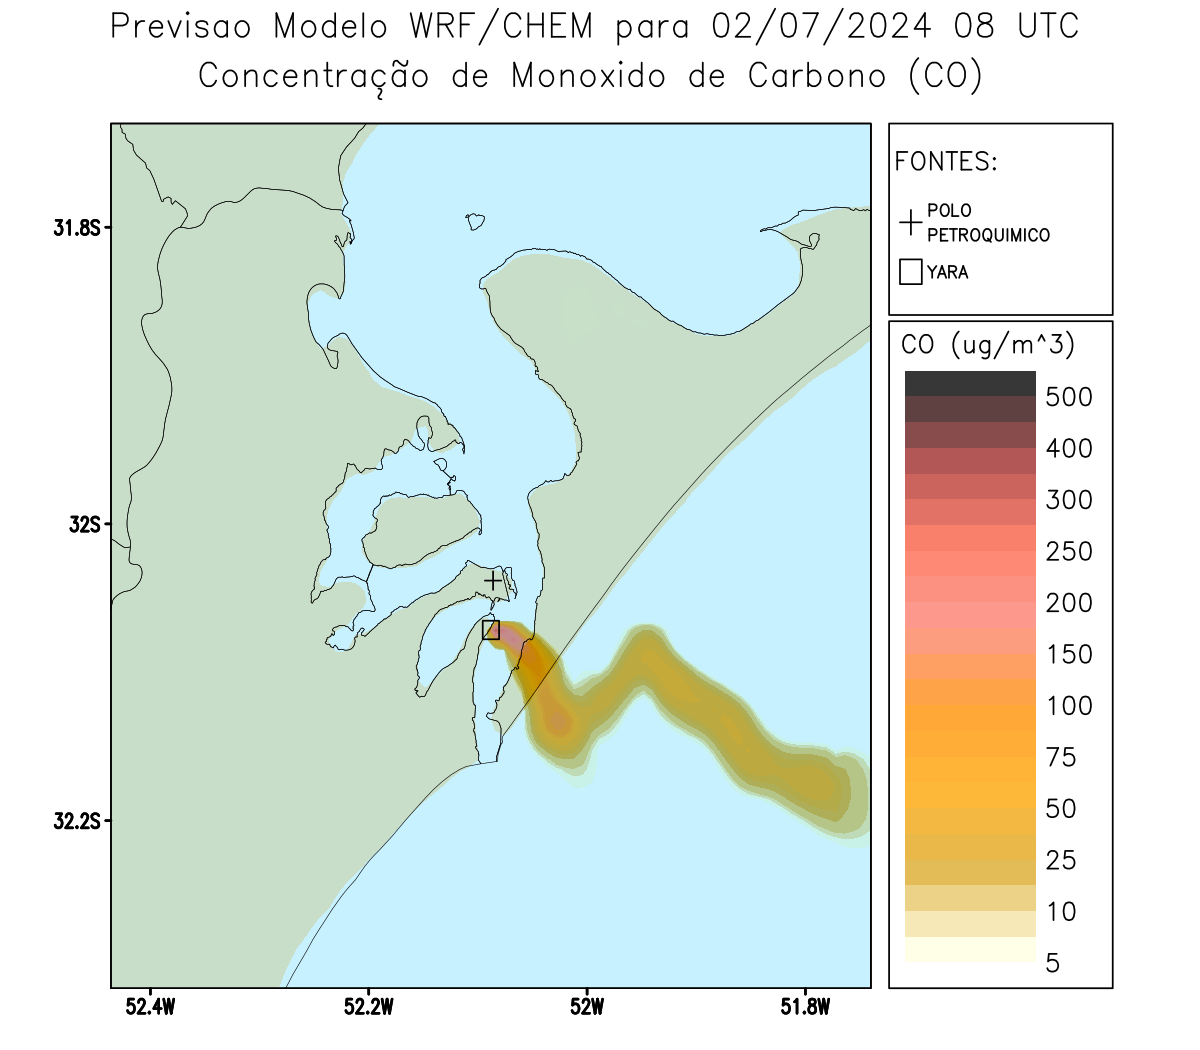 Previsao Modelo WRF/CHEM para 02/07/2024 08 UTC
Concentração de Monoxido de Carbono (CO)
FONTES:
POLO
PETROQUIMICO
YARA
CO (ug/m^3)
500
400
300
250
200
150
100
75
50
25
10
5
31.8S
32S
32.2S
52.4W
52.2W
52W
51.8W